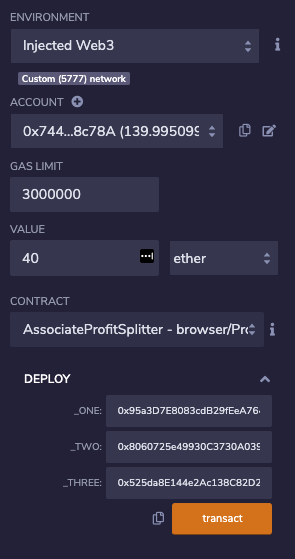 ENVIRONMENT
Injected Web3
i
Custom (5777) network
ACCOUNT
0x744...8c78A (139.995099
GAS LIMIT
3000000
VALUE
40
ether
CONTRACT
AssociateProfitSplitter - browser/Pro
i
DEPLOY
_ONE: 0x95a3D7E8083cdB29fEeA764
_TWO: 0x8060725e49930C3730A039
_THREE: 0x525da8E144e2Ac138C82D2
transact